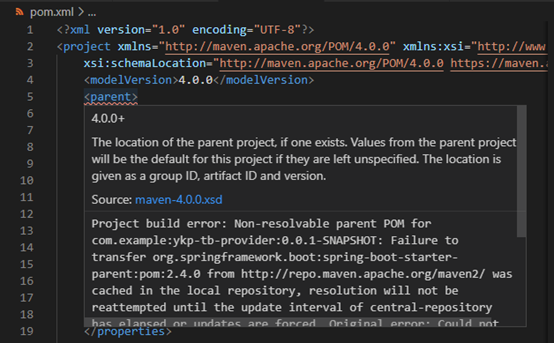 pom.xml > ...
1 <?xml version="1.0" encoding="UTF-8"?>
2 <project xmlns="http://maven.apache.org/POM/4.0.0" xmlns:xsi="http://www
3 xsi:schemaLocation="http://maven.apache.org/POM/4.0.0 https://maven.
4 <modelVersion>4.0.0</modelVersion>
5 <parent>
6
7 4.0.0+
8 The location of the parent project, if one exists. Values from the parent project
9 will be the default for this project if they are left unspecified. The location is
10 given as a group ID, artifact ID and version.
11 Source: maven-4.0.0.xsd
12
13 Project build error: Non-resolvable parent POM for
com.example:ykp-tb-provider:0.0.1-SNAPSHOT: Failure to
14 transfer org.springframework.boot:spring-boot-starter-
15 parent:pom:2.4.0 from http://repo.maven.apache.org/maven2/ was
16 cached in the local repository, resolution will not be
17 reattempted until the update interval of central-repository
18 has elapsed or updates are forced. Original error: Could not
19 </properties>